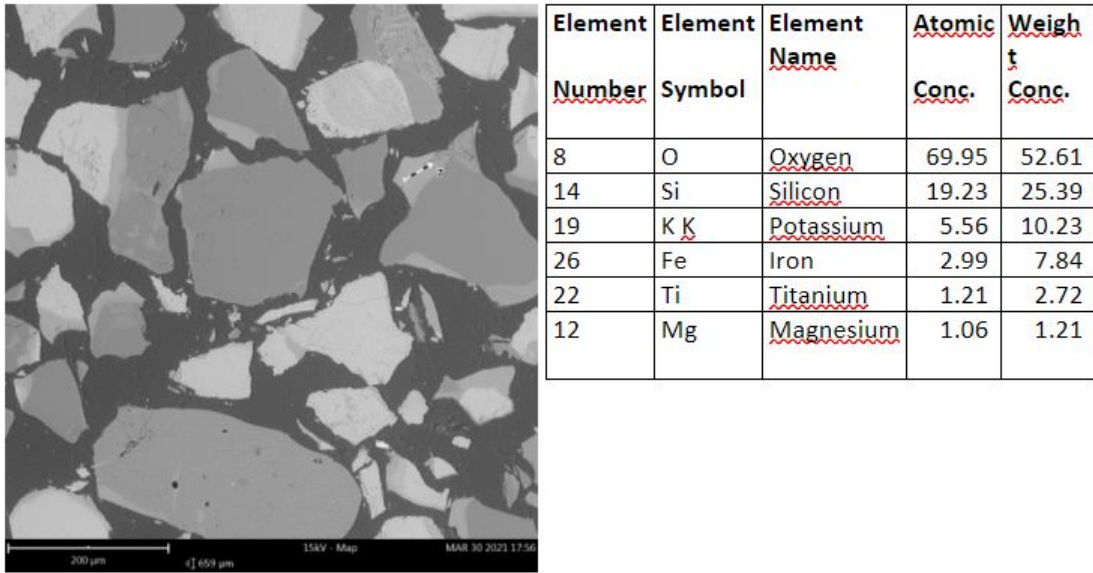 Element Element Element Atomic Weigh
Name t
Number Symbol Conc. Conc.
8 O Oxygen 69.95 52.61
14 Si Silicon 19.23 25.39
19 K K Potassium 5.56 10.23
26 Fe Iron 2.99 7.84
22 Ti Titanium 1.21 2.72
12 Mg Magnesium 1.06 1.21
15kV - Map MAR 30 2021 17:56
200 µm
659 µm